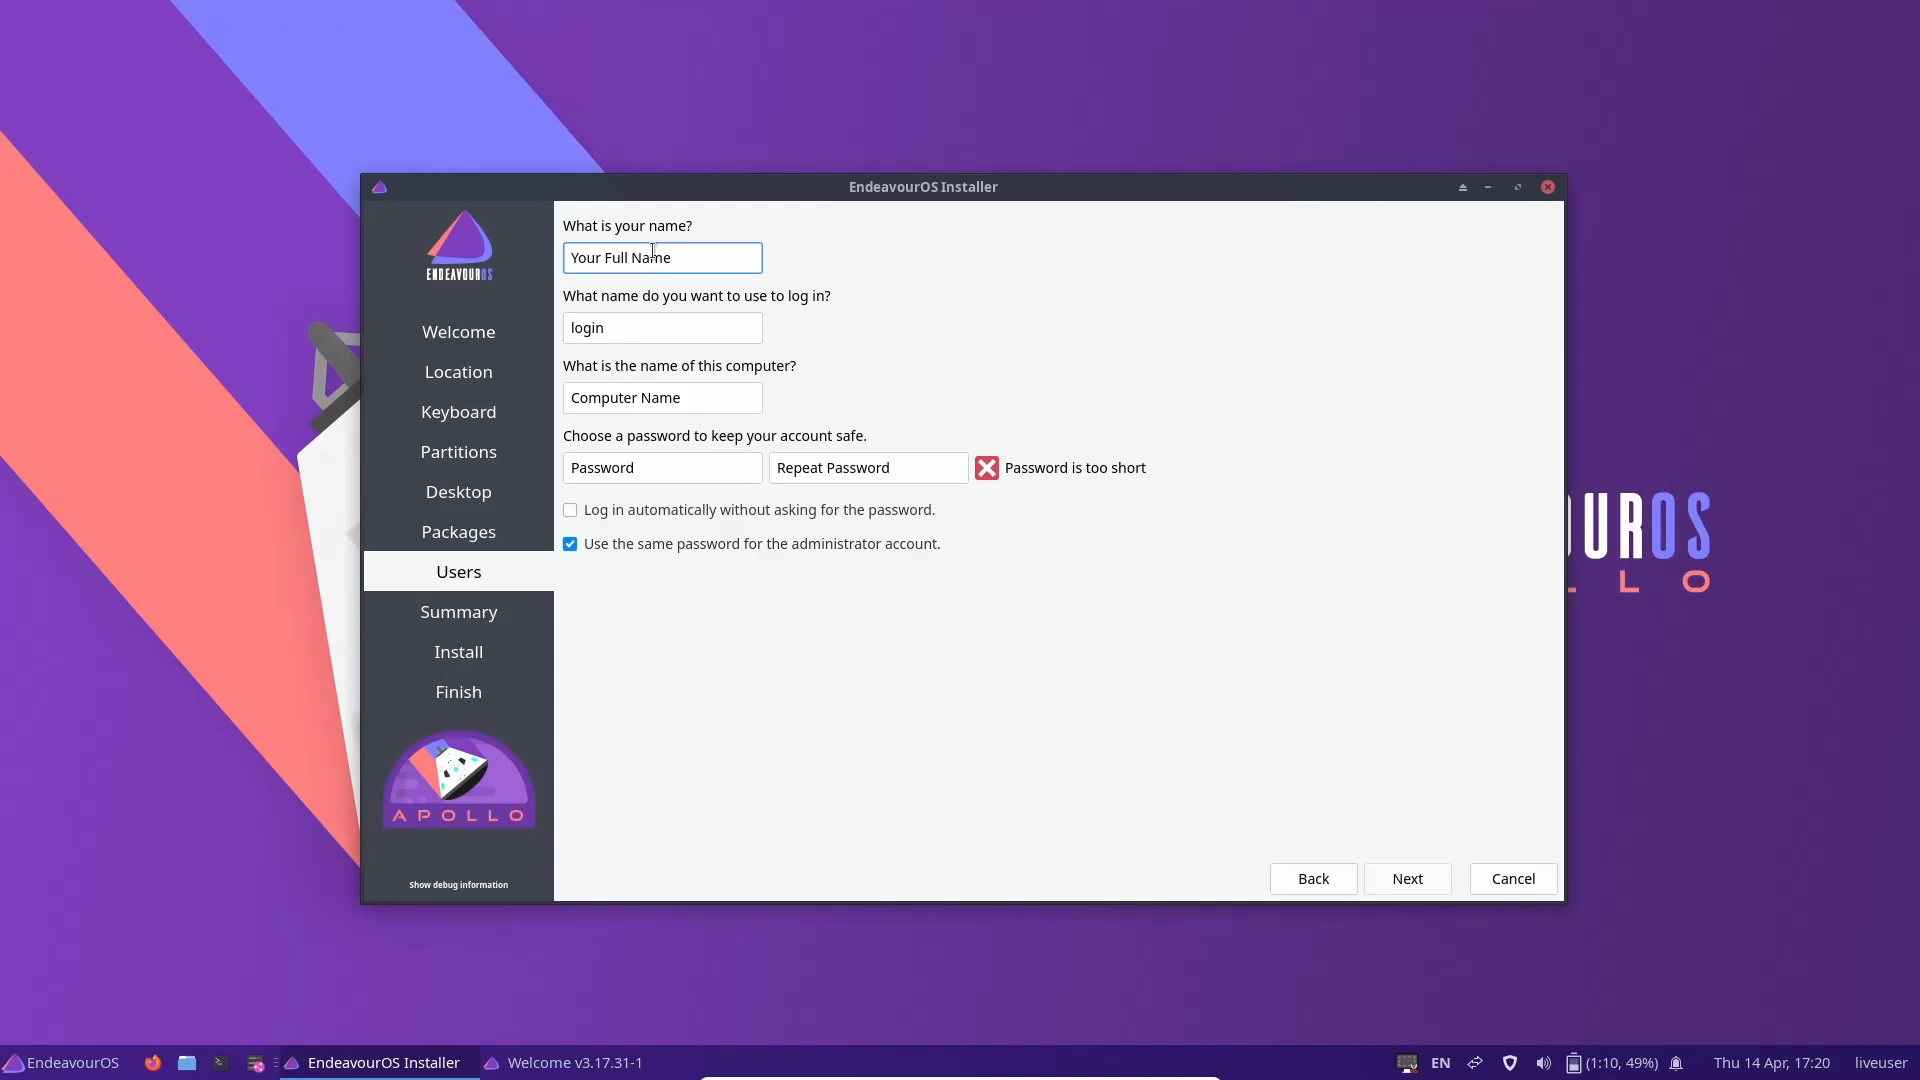 EndeavourOS Installer
ENDEAVOUROS
What is your name?
Your Full Name
What name do you want to use to log in?
login
What is the name of this computer?
Computer Name
Choose a password to keep your account safe.
Password
Repeat Password
Password is too short
Log in automatically without asking for the password.
Use the same password for the administrator account.
Welcome
Location
Keyboard
Partitions
Desktop
Packages
Users
Summary
Install
Finish
APOLLO
Show debug information
Back
Next
Cancel
OUROS
LLO
EndeavourOS
EndeavourOS Installer
Welcome v3.17.31-1
EN
(1:10, 49%)
Thu 14 Apr, 17:20
liveuser